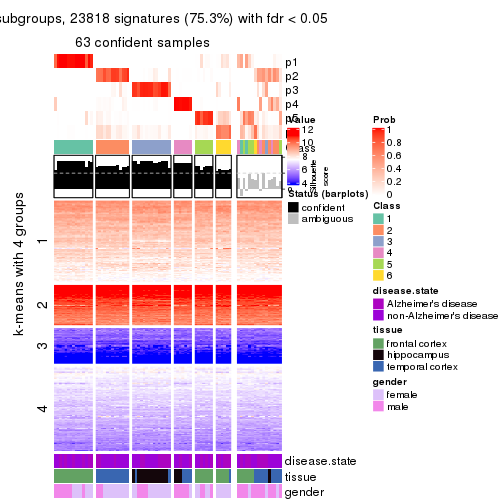 subgroups, 23818 signatures (75.3%) with fdr < 0.05
63 confident samples
p1
p2
p3
p4
Value
12
10
8
6
4
Prob
1
0.8
0.6
0.4
0.2
0
Silhouette
score
Status (barplots)
confident
ambiguous
Class
1
2
3
4
5
6
disease.state
Alzheimer's disease
non-Alzheimer's disease
tissue
frontal cortex
hippocampus
temporal cortex
gender
female
male
k-means with 4 groups
1
2
3
4
disease.state
tissue
gender